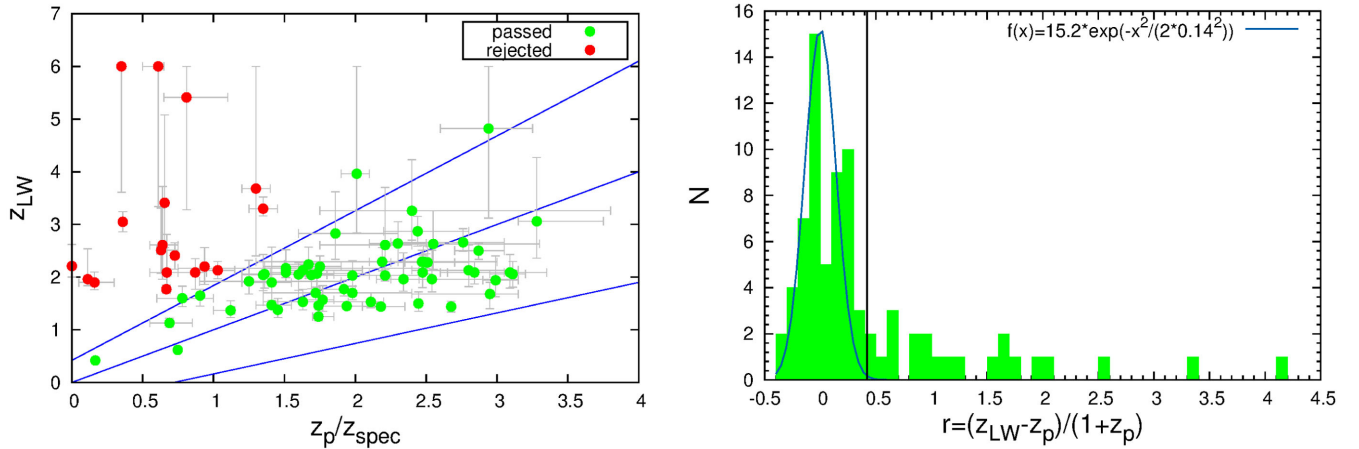 passed
rejected
7
6
5
4
3
2
1
0
z_LW
0 0.5 1 1.5 2 2.5 3 3.5 4
z_p/z_spec
f(x)=15.2*exp(-x^2/(2*0.14^2))
16
14
12
10
8
6
4
2
0
N
-0.5 0 0.5 1 1.5 2 2.5 3 3.5 4 4.5
r=(z_LW-z_p)/(1+z_p)